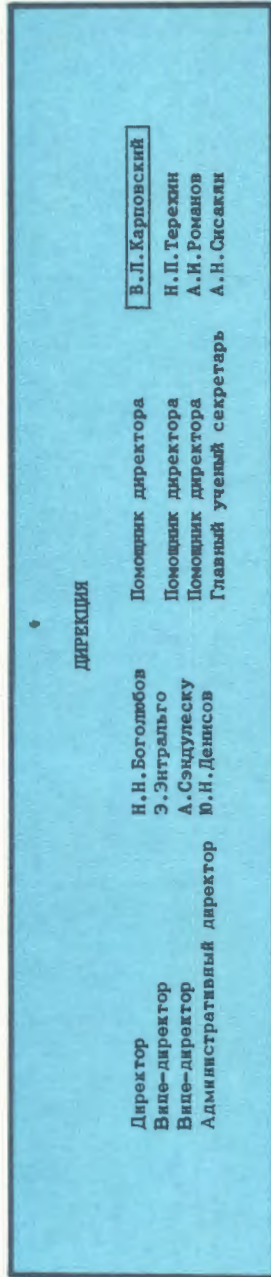 ДИРЕКЦИЯ
Директор Н.Н.Боголюбов Помощник директора В.Л.Карповский
Вице-директор Э.Энтральго Помощник директора Н.П.Терехин
Вице-директор А.Сэндулеску Помощник директора А.И.Романов
Административный директор Ю.Н.Денисов Главный ученый секретарь А.Н.Сисакян